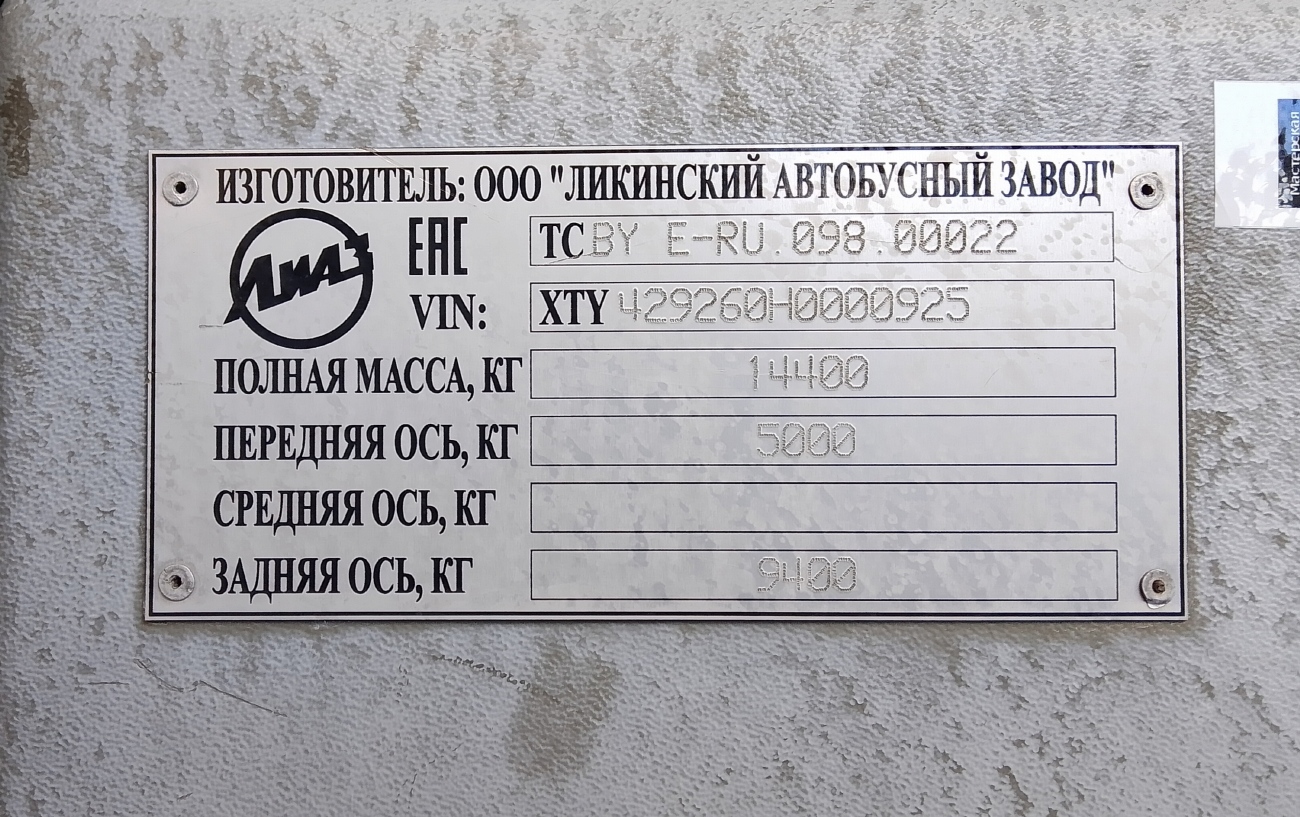 ИЗГОТОВИТЕЛЬ: ООО "ЛИКИНСКИЙ АВТОБУСНЫЙ ЗАВОД"
ЛИАЗ
ЕАС ТС BY E-RU.098.00022
VIN: XTY 429260H0000925
ПОЛНАЯ МАССА, КГ 14400
ПЕРЕДНЯЯ ОСЬ, КГ 5000
СРЕДНЯЯ ОСЬ, КГ
ЗАДНЯЯ ОСЬ, КГ 9400
Мастерская